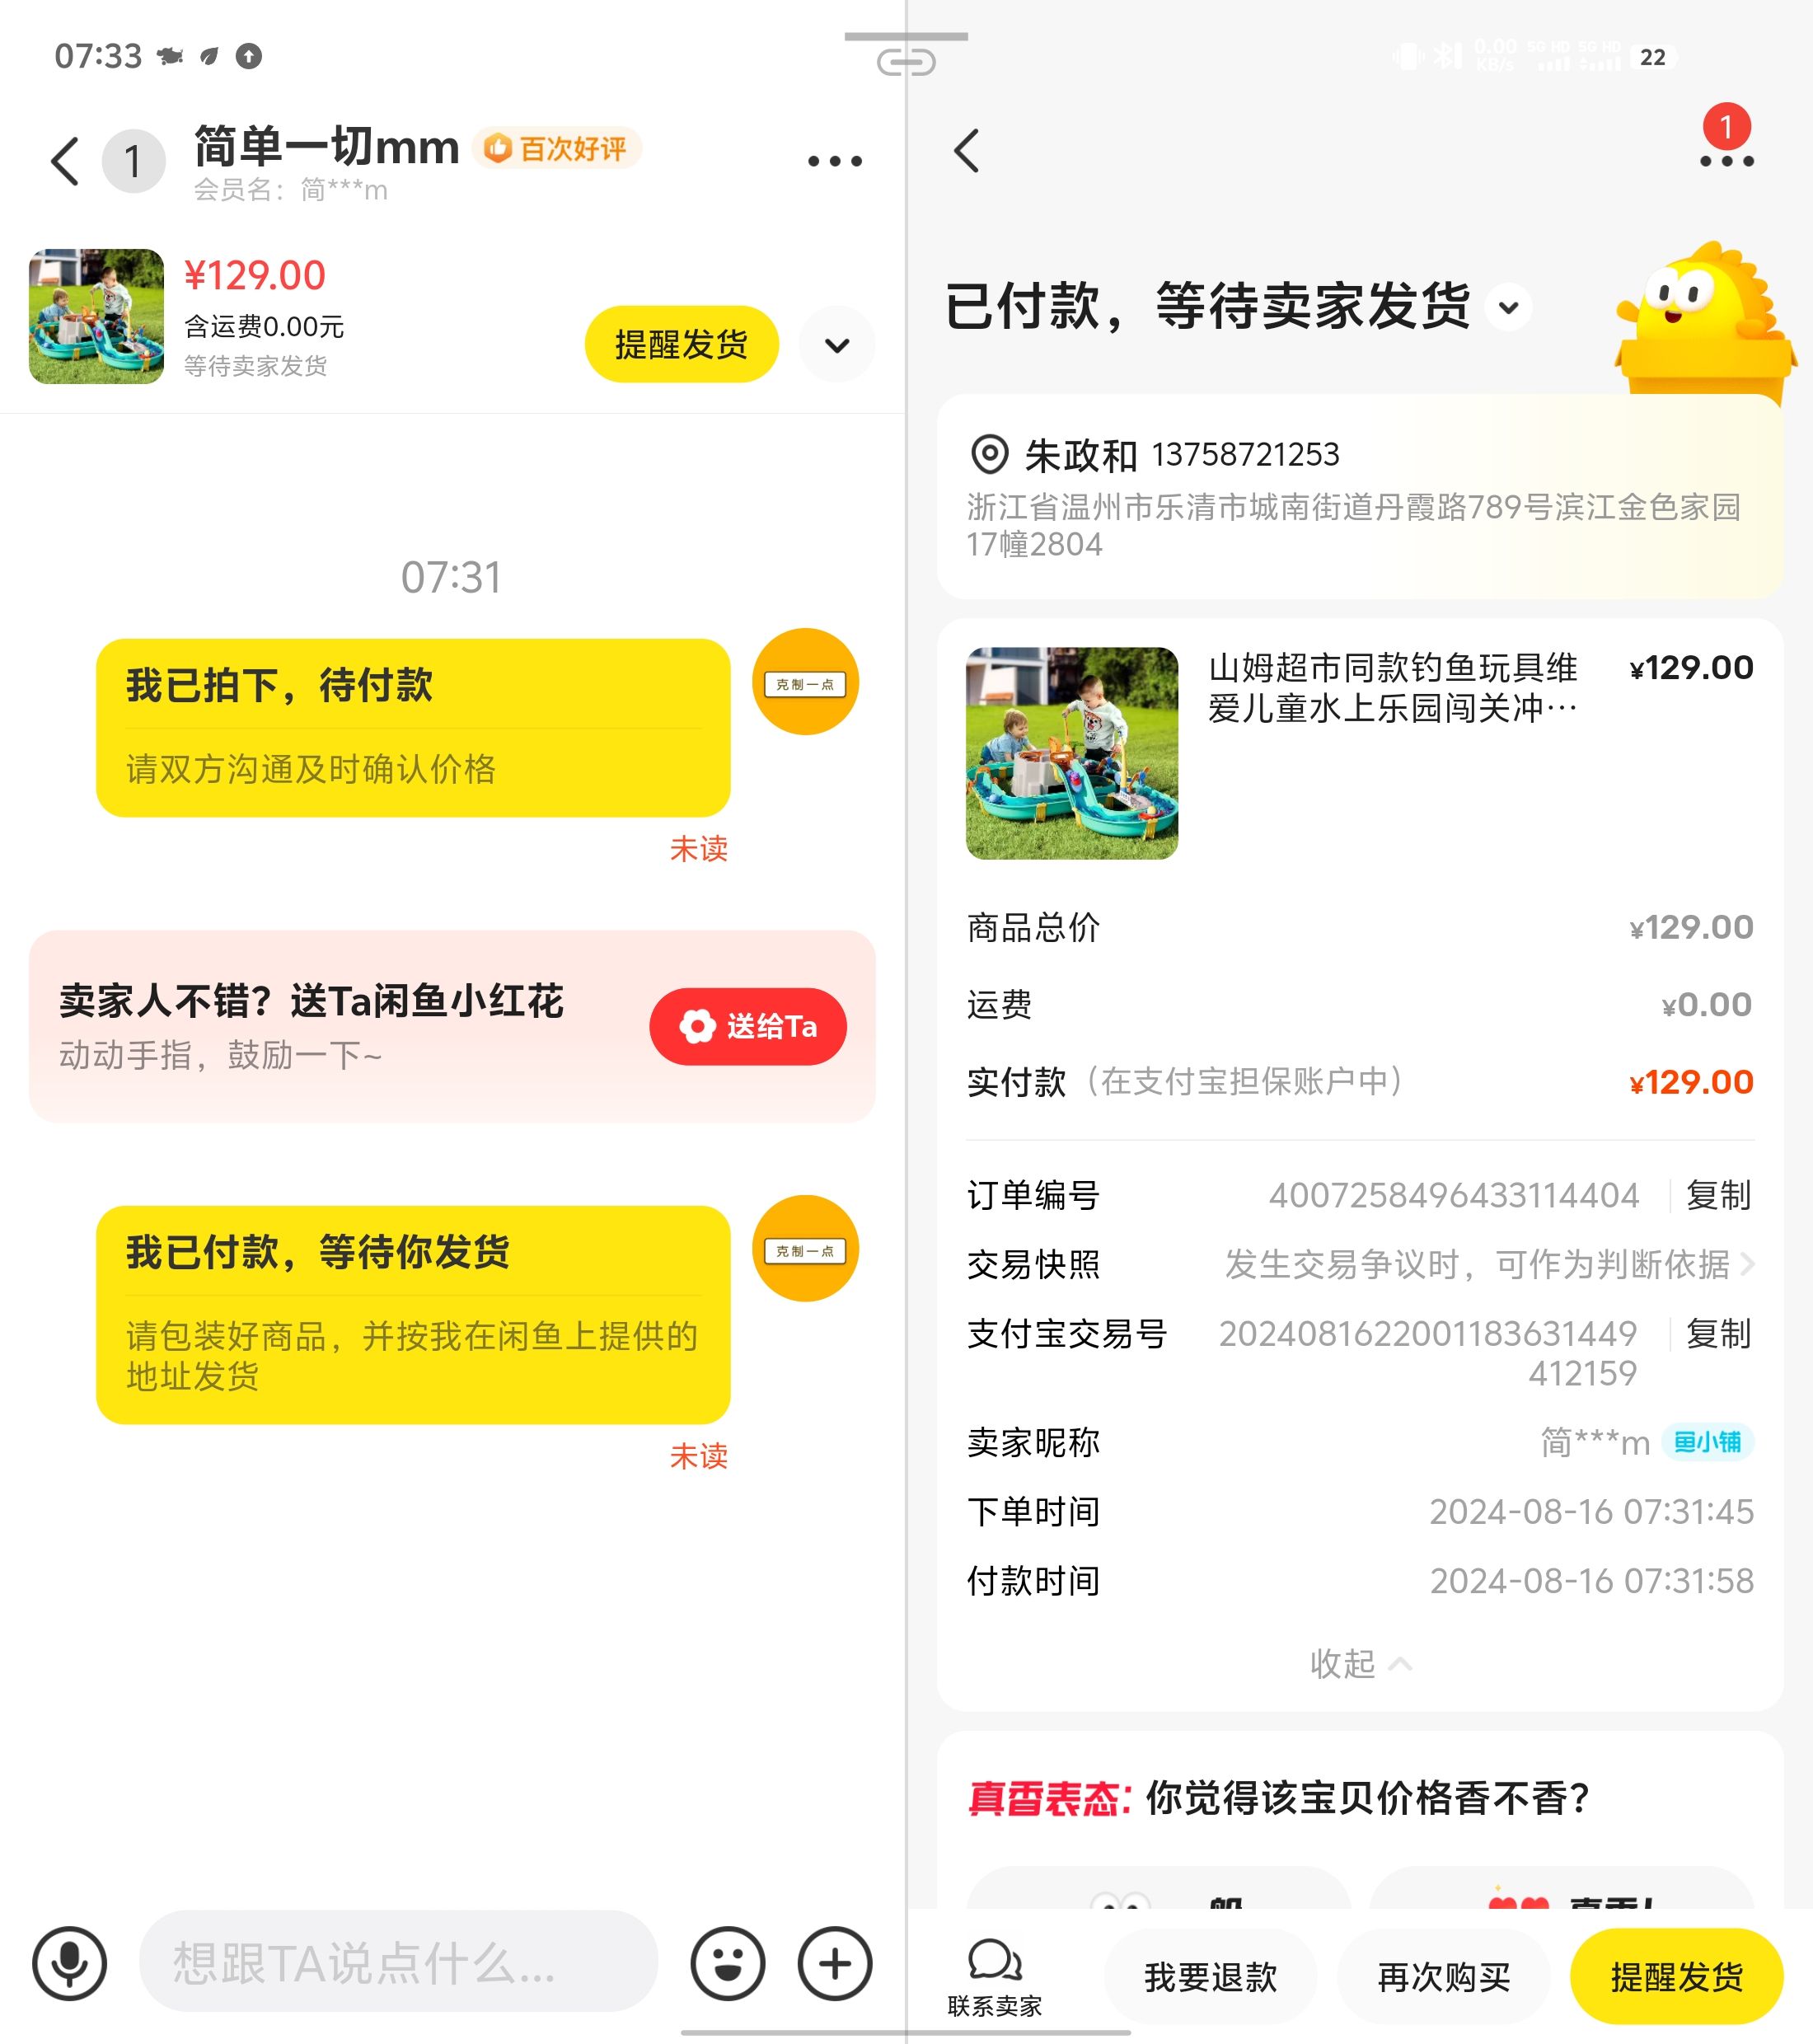 07:33
1
简单一切mm
百次好评
会员名：简***m
¥129.00
含运费0.00元
等待卖家发货
提醒发货
07:31
我已拍下，待付款
请双方沟通及时确认价格
克制一点
未读
卖家人不错？送Ta闲鱼小红花
动动手指，鼓励一下~
送给Ta
我已付款，等待你发货
请包装好商品，并按我在闲鱼上提供的
地址发货
克制一点
未读
想跟TA说点什么...
0.00
KB/s
5G HD
5G HD
22
1
已付款，等待卖家发货
朱政和 13758721253
浙江省温州市乐清市城南街道丹霞路789号滨江金色家园
17幢2804
山姆超市同款钓鱼玩具维
爱儿童水上乐园闯关冲…
¥129.00
商品总价 ¥129.00
运费 ¥0.00
实付款（在支付宝担保账户中） ¥129.00
订单编号 4007258496433114404 复制
交易快照 发生交易争议时，可作为判断依据
支付宝交易号 2024081622001183631449 复制
412159
卖家昵称 简***m 鱼小铺
下单时间 2024-08-16 07:31:45
付款时间 2024-08-16 07:31:58
收起
真香表态：你觉得该宝贝价格香不香？
联系卖家
我要退款
再次购买
提醒发货